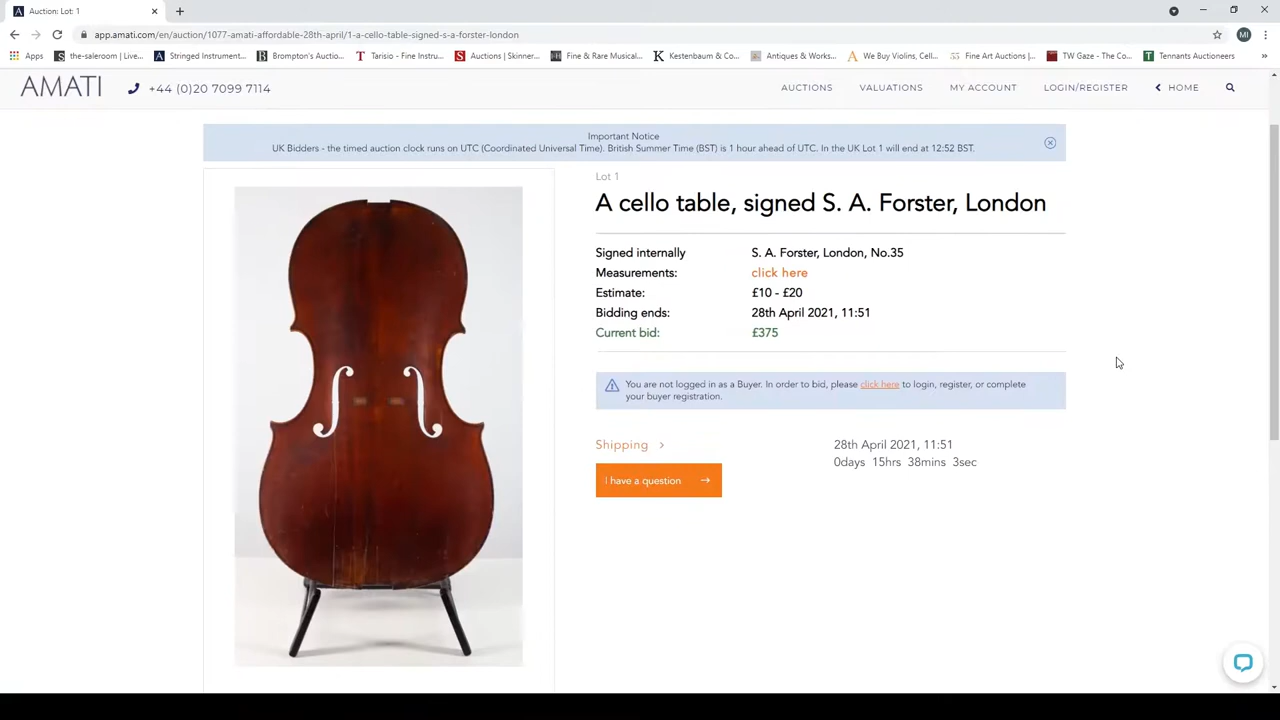 Auction: Lot: 1
app.amati.com/en/auction/1077-amati-affordable-28th-april/1-a-cello-table-signed-s-a-forster-london
MI
Apps the-saleroom | Home Stringed Instrument... Brompton's Auctio... Tarisio - Fine Instru... Auctions | Skinner... Fine & Rare Musical... Kestenbaum & Co... Antiques & Works... We Buy Violins, Cell... Fine Art Auctions |... TW Gaze - The Co... Tennants Auctioneers »
AMATI
+44 (0)20 7099 7114
AUCTIONS VALUATIONS MY ACCOUNT LOGIN/REGISTER HOME
Important Notice
UK Bidders - the timed auction clock runs on UTC (Coordinated Universal Time). British Summer Time (BST) is 1 hour ahead of UTC. In the UK Lot 1 will end at 12:52 BST.
Lot 1
A cello table, signed S. A. Forster, London
Signed internally S. A. Forster, London, No.35
Measurements: click here
Estimate: £10 - £20
Bidding ends: 28th April 2021, 11:51
Current bid: £375
You are not logged in as a Buyer. In order to bid, please click here to login, register, or complete
your buyer registration.
Shipping >
28th April 2021, 11:51
0days 15hrs 38mins 3sec
I have a question →